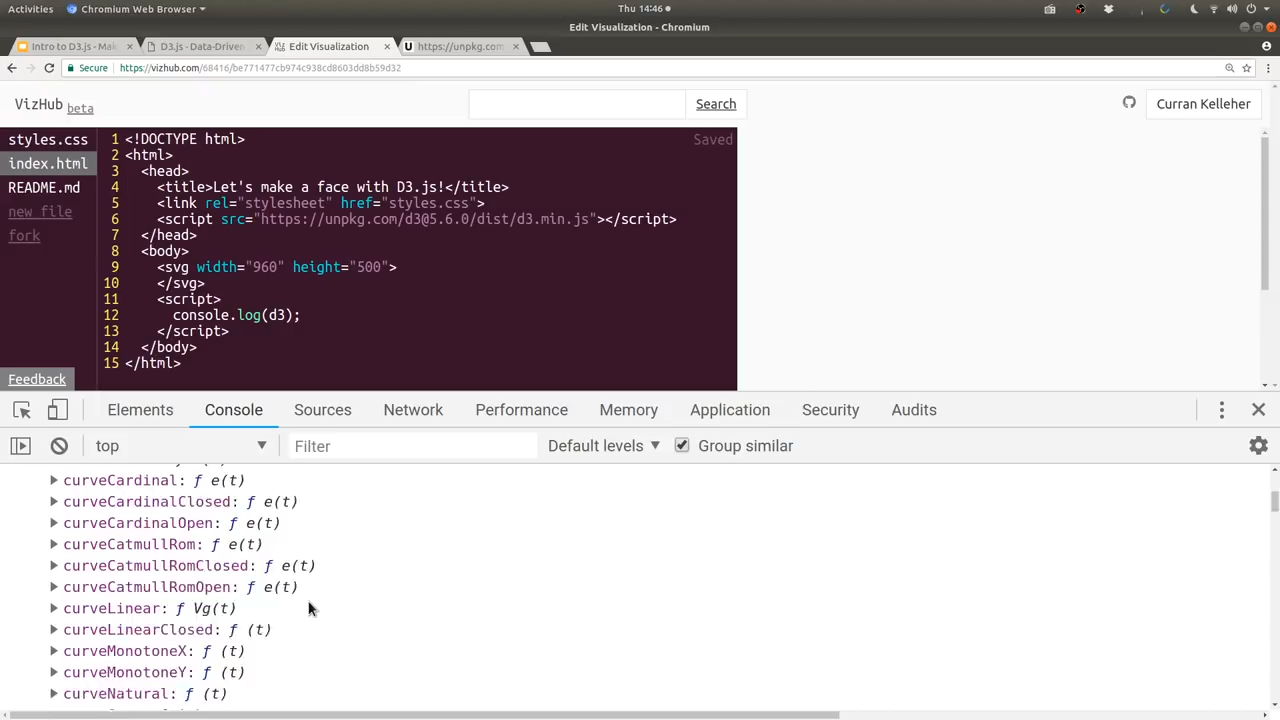 Activities Chromium Web Browser Thu 14:46
Edit Visualization - Chromium
Intro to D3.js - Mak × D3.js - Data-Driven × Edit Visualization × https://unpkg.com ×
Secure https://vizhub.com/68416/be771477cb974c938cd8603dd8b59d32
VizHub beta Search Curran Kelleher
styles.css
index.html
README.md
new file
fork
Feedback
Saved
1 <!DOCTYPE html>
2 <html>
3 <head>
4 <title>Let's make a face with D3.js!</title>
5 <link rel="stylesheet" href="styles.css">
6 <script src="https://unpkg.com/d3@5.6.0/dist/d3.min.js"></script>
7 </head>
8 <body>
9 <svg width="960" height="500">
10 </svg>
11 <script>
12 console.log(d3);
13 </script>
14 </body>
15 </html>
Elements Console Sources Network Performance Memory Application Security Audits
top Filter Default levels Group similar
curveCardinal: ƒ e(t)
curveCardinalClosed: ƒ e(t)
curveCardinalOpen: ƒ e(t)
curveCatmullRom: ƒ e(t)
curveCatmullRomClosed: ƒ e(t)
curveCatmullRomOpen: ƒ e(t)
curveLinear: ƒ Vg(t)
curveLinearClosed: ƒ (t)
curveMonotoneX: ƒ (t)
curveMonotoneY: ƒ (t)
curveNatural: ƒ (t)